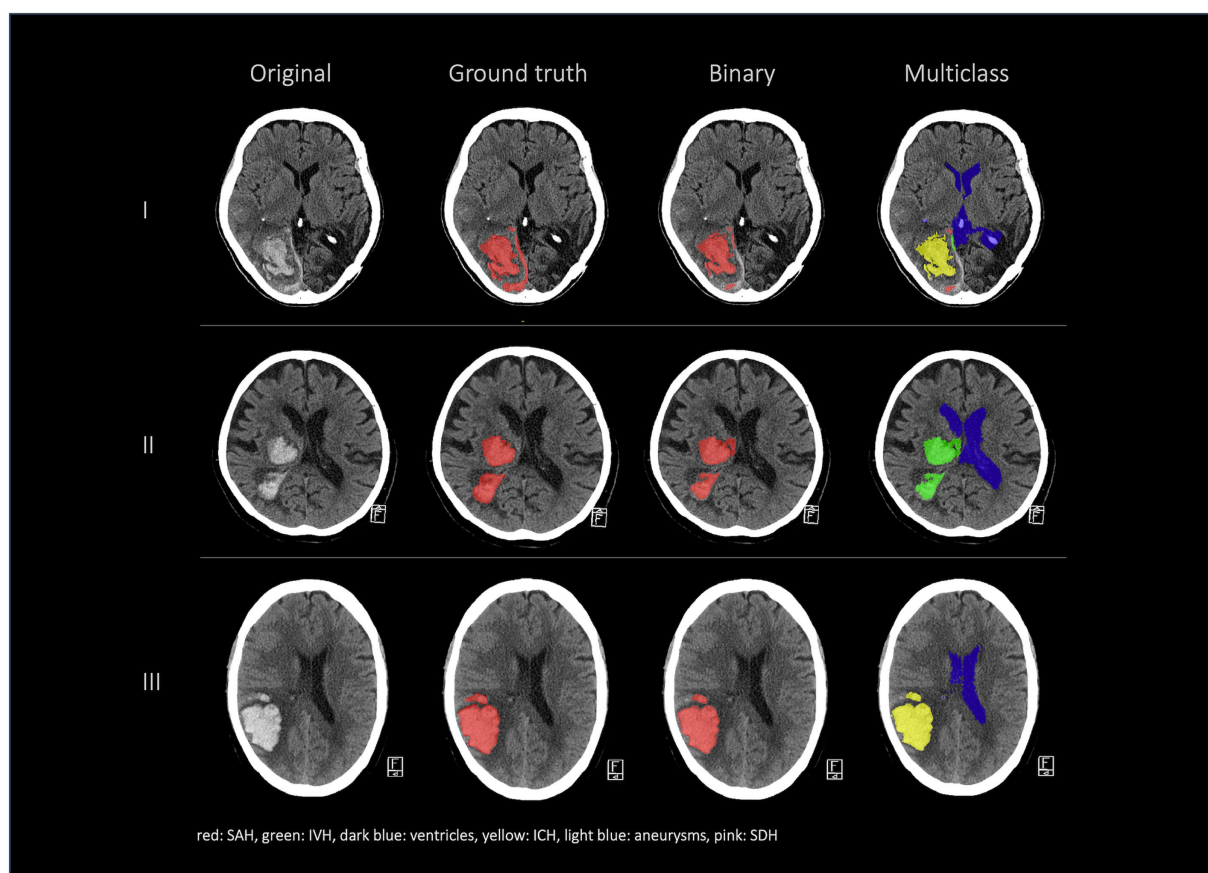 Original Ground truth Binary Multiclass
I
II
F F F F
III
F F F F
red: SAH, green: IVH, dark blue: ventricles, yellow: ICH, light blue: aneurysms, pink: SDH